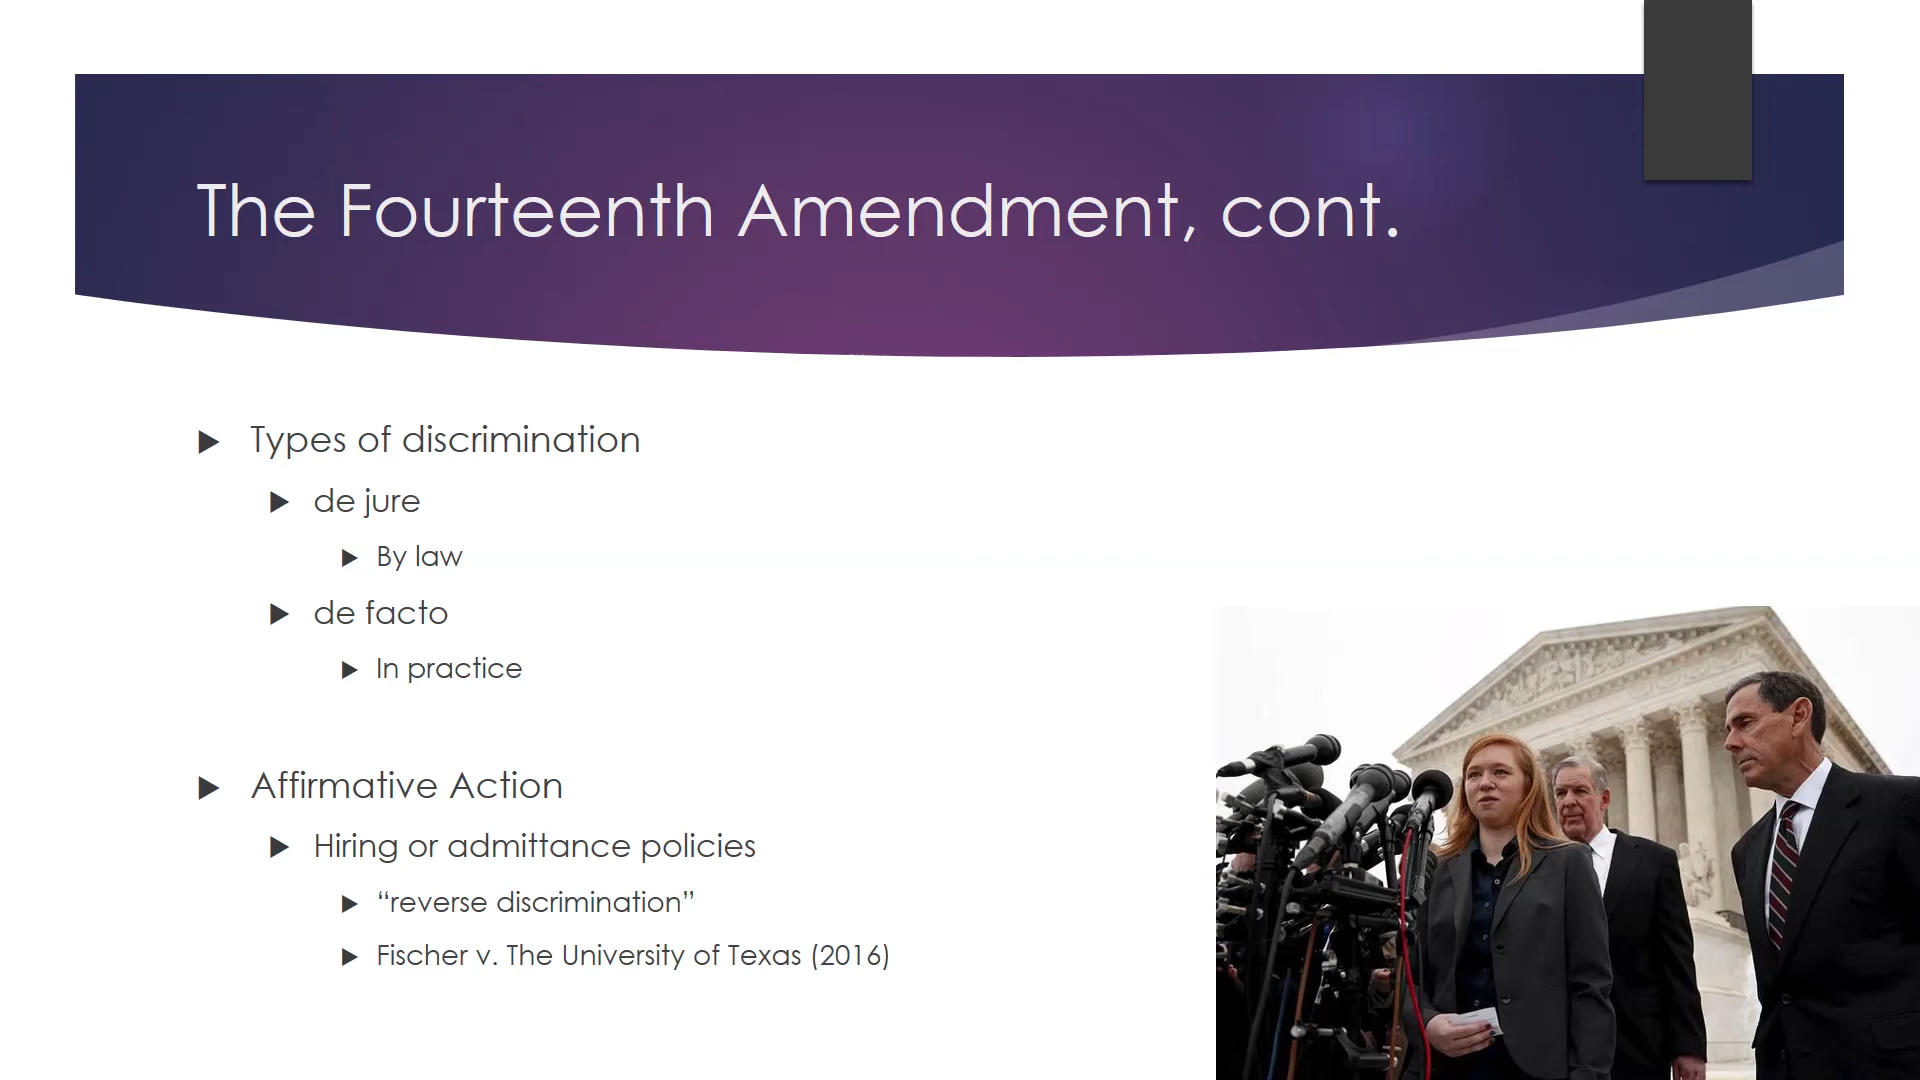 The Fourteenth Amendment, cont.
Types of discrimination
de jure
By law
de facto
In practice
Affirmative Action
Hiring or admittance policies
“reverse discrimination”
Fischer v. The University of Texas (2016)